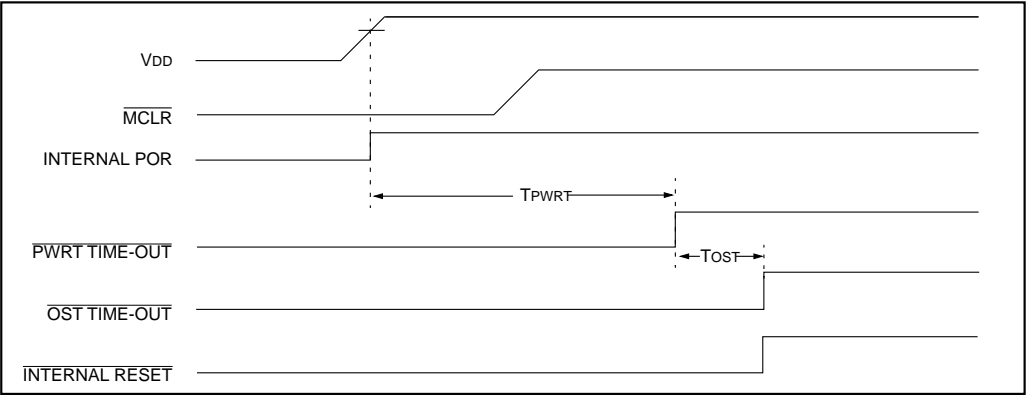 VDD
MCLR
INTERNAL POR
TPWRT
PWRT TIME-OUT
TOST
OST TIME-OUT
INTERNAL RESET